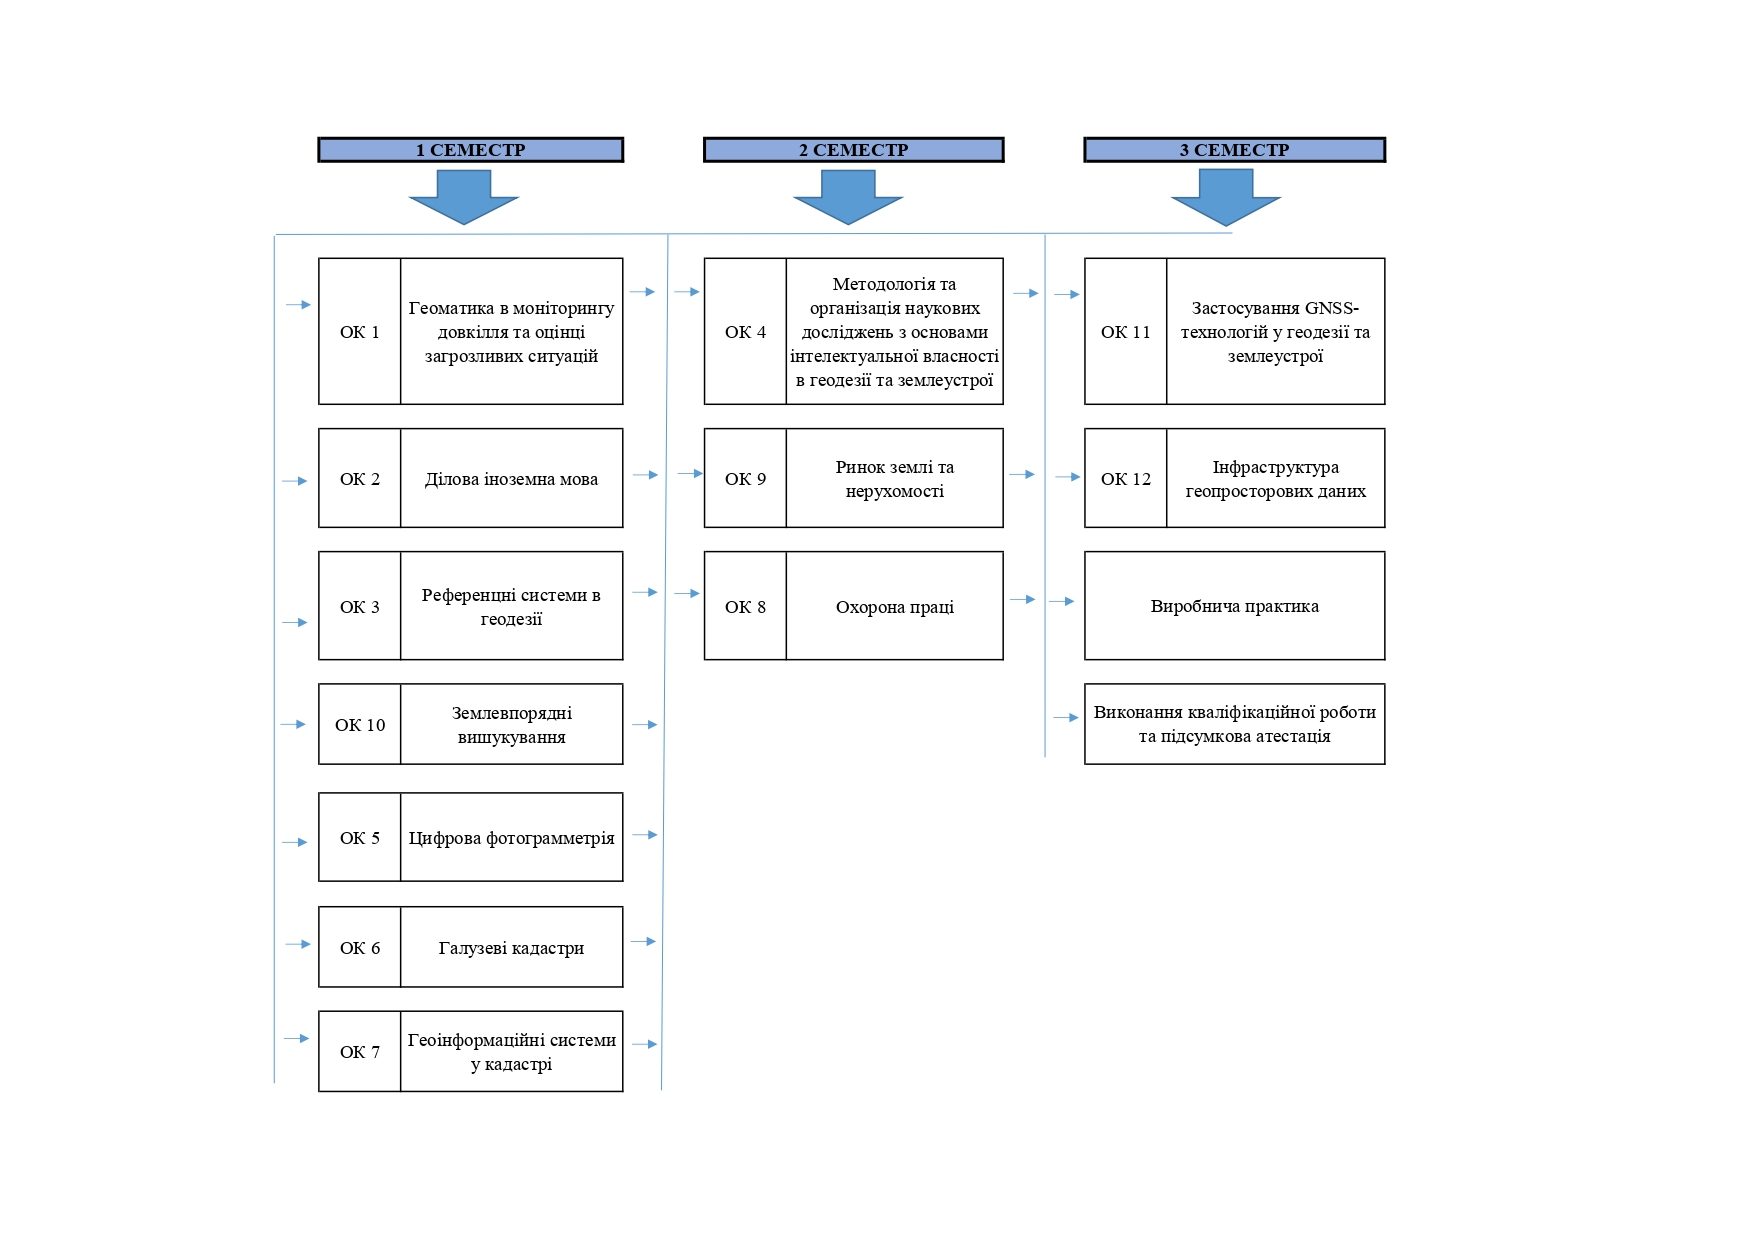 1 СЕМЕСТР
2 СЕМЕСТР
3 СЕМЕСТР
ОК 1
Геоматика в моніторингу
довкілля та оцінці
загрозливих ситуацій
ОК 4
Методологія та
організація наукових
досліджень з основами
інтелектуальної власності
в геодезії та землеустрої
ОК 11
Застосування GNSS-
технологій у геодезії та
землеустрої
ОК 2
Ділова іноземна мова
ОК 9
Ринок землі та
нерухомості
ОК 12
Інфраструктура
геопросторових даних
ОК 3
Референцні системи в
геодезії
ОК 8
Охорона праці
Виробнича практика
ОК 10
Землевпорядні
вишукування
Виконання кваліфікаційної роботи
та підсумкова атестація
ОК 5
Цифрова фотограмметрія
ОК 6
Галузеві кадастри
ОК 7
Геоінформаційні системи
у кадастрі